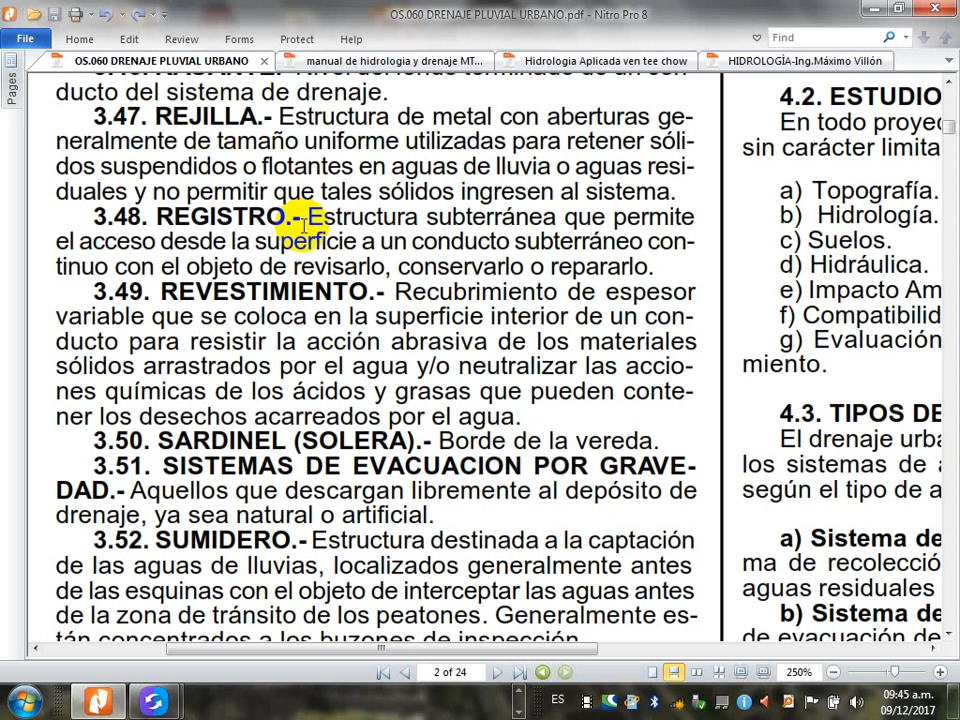 OS.060 DRENAJE PLUVIAL URBANO.pdf - Nitro Pro 8
File Home Edit Review Forms Protect Help
Find
OS.060 DRENAJE PLUVIAL URBANO
manual de hidrologia y drenaje MT...
Hidrologia Aplicada ven tee chow
HIDROLOGÍA-Ing.Máximo Villón
Pages
ducto del sistema de drenaje.
3.47. REJILLA.- Estructura de metal con aberturas ge-
neralmente de tamaño uniforme utilizadas para retener sóli-
dos suspendidos o flotantes en aguas de lluvia o aguas resi-
duales y no permitir que tales sólidos ingresen al sistema.
3.48. REGISTRO.- Estructura subterránea que permite
el acceso desde la superficie a un conducto subterráneo con-
tinuo con el objeto de revisarlo, conservarlo o repararlo.
3.49. REVESTIMIENTO.- Recubrimiento de espesor
variable que se coloca en la superficie interior de un con-
ducto para resistir la acción abrasiva de los materiales
sólidos arrastrados por el agua y/o neutralizar las accio-
nes químicas de los ácidos y grasas que pueden conte-
ner los desechos acarreados por el agua.
3.50. SARDINEL (SOLERA).- Borde de la vereda.
3.51. SISTEMAS DE EVACUACION POR GRAVE-
DAD.- Aquellos que descargan libremente al depósito de
drenaje, ya sea natural o artificial.
3.52. SUMIDERO.- Estructura destinada a la captación
de las aguas de lluvias, localizados generalmente antes
de las esquinas con el objeto de interceptar las aguas antes
de la zona de tránsito de los peatones. Generalmente es-
tán concentrados a los buzones de inspección.
4.2. ESTUDIO
En todo proye
sin carácter limita
a) Topografía.
b) Hidrología.
c) Suelos.
d) Hidráulica.
e) Impacto Am
f) Compatibilid
g) Evaluación
miento.
4.3. TIPOS DE
El drenaje urba
los sistemas de
según el tipo de a
a) Sistema de
ma de recolecció
aguas residuales
b) Sistema de
de evacuación de
2 of 24
250%
ES
09:45 a.m.
09/12/2017